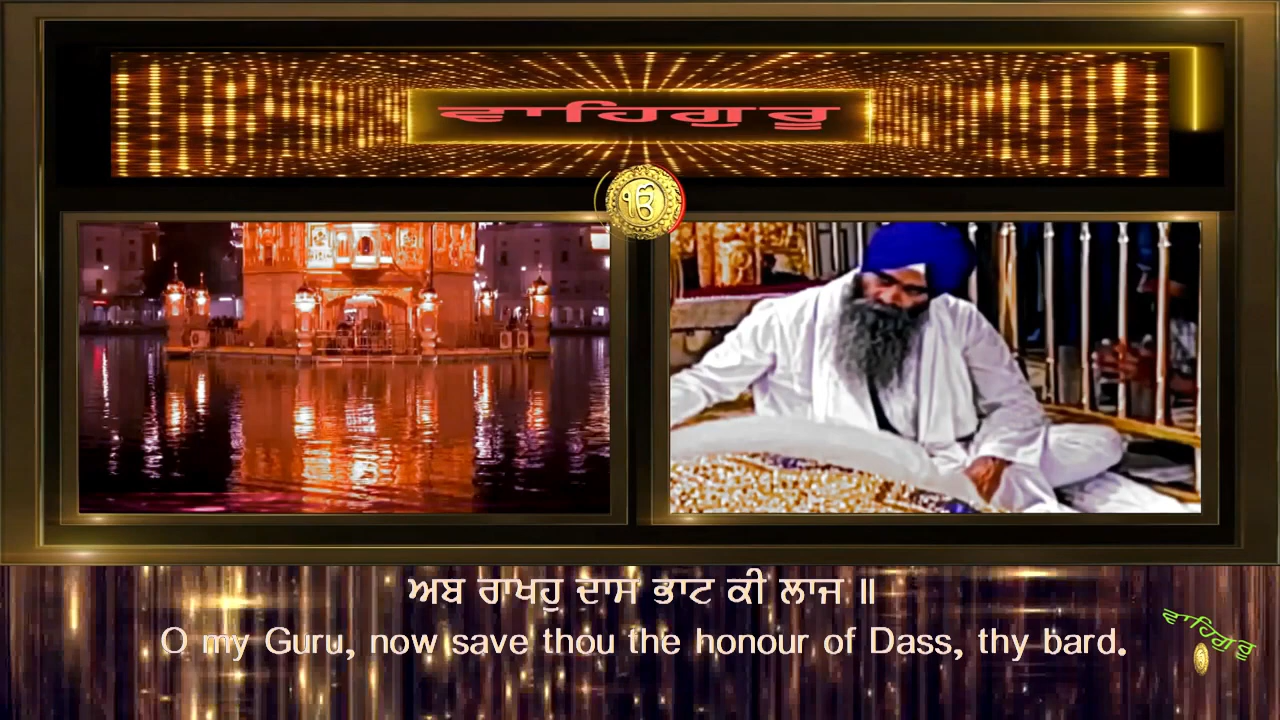 ਵਾਹਿਗੁਰੂ
ੴ
ਅਬ ਰਾਖਹੁ ਦਾਸ ਭਾਟ ਕੀ ਲਾਜ ॥
O my Guru, now save thou the honour of Dass, thy bard.
ਵਾਹਿਗੁਰੂ